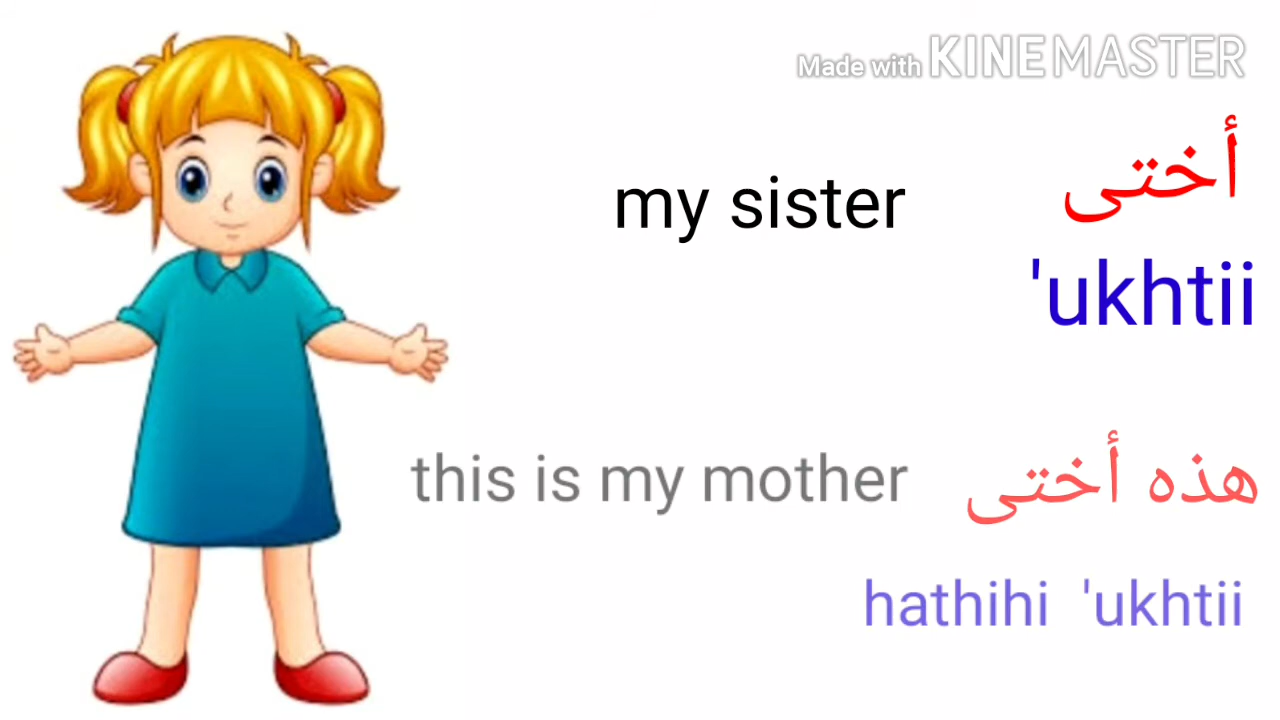 Made with KINEMASTER
my sister أختى
'ukhtii
this is my mother هذه أختى
hathihi 'ukhtii